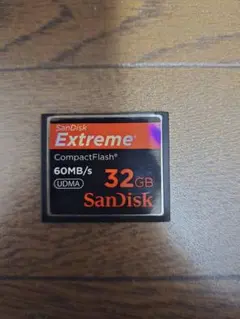 SanDisk
Extreme
CompactFlash®
60MB/s
UDMA
32GB
SanDisk